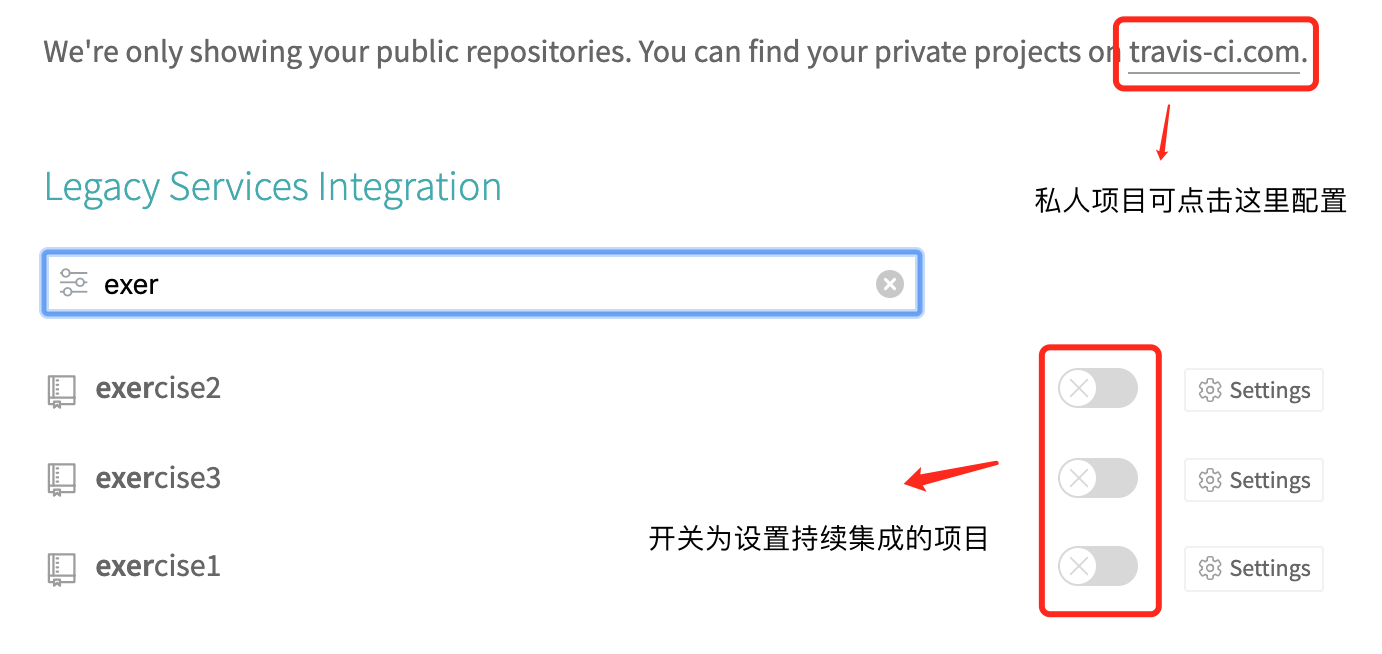 We're only showing your public repositories. You can find your private projects on travis-ci.com.
私人项目可点击这里配置
Legacy Services Integration
exer
exercise2
Settings
exercise3
Settings
开关为设置持续集成的项目
exercise1
Settings